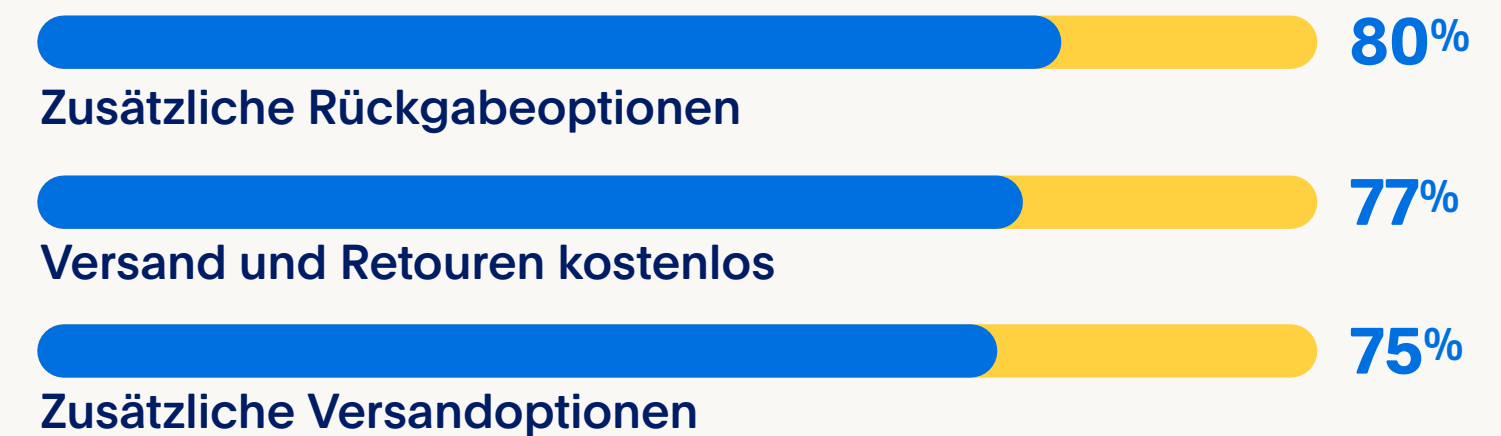 80%
Zusätzliche Rückgabeoptionen
77%
Versand und Retouren kostenlos
75%
Zusätzliche Versandoptionen